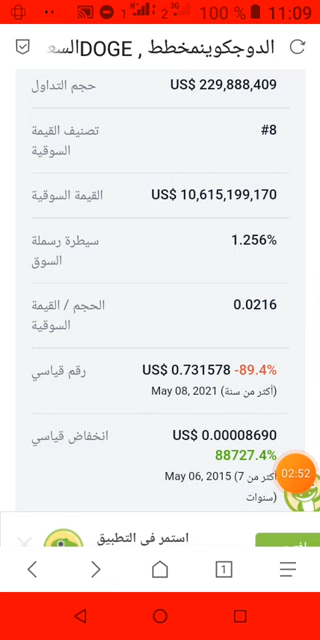 1 2 3G 100 % 11:09
الدوجكوينمخطط , DOGEالسع
حجم التداول US$ 229,888,409
تصنيف القيمة السوقية #8
القيمة السوقية US$ 10,615,199,170
سيطرة رسملة السوق 1.256%
الحجم / القيمة السوقية 0.0216
رقم قياسي US$ 0.731578 -89.4%
May 08, 2021 (أكثر من سنة)
انخفاض قياسي US$ 0.00008690
88727.4%
May 06, 2015 (أكثر من 7
سنوات)
02:52
استمر في التطبيق
1